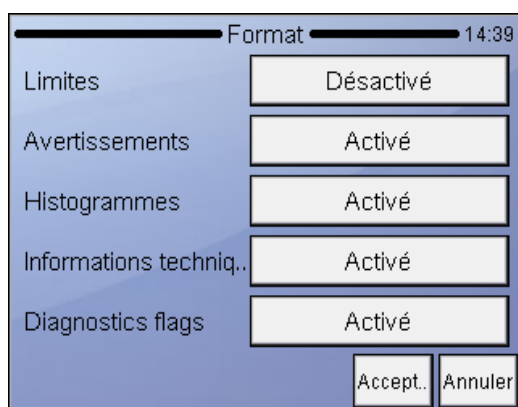 Format 14:39
Limites Désactivé
Avertissements Activé
Histogrammes Activé
Informations techniq.. Activé
Diagnostics flags Activé
Accept.. Annuler